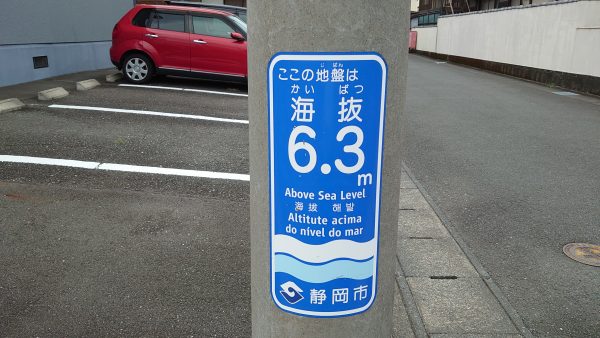 ここの地盤は
じばん
かい ばつ
海抜
6.3m
Above Sea Level
海拔 해발
Altitute acima
do nível do mar
静岡市